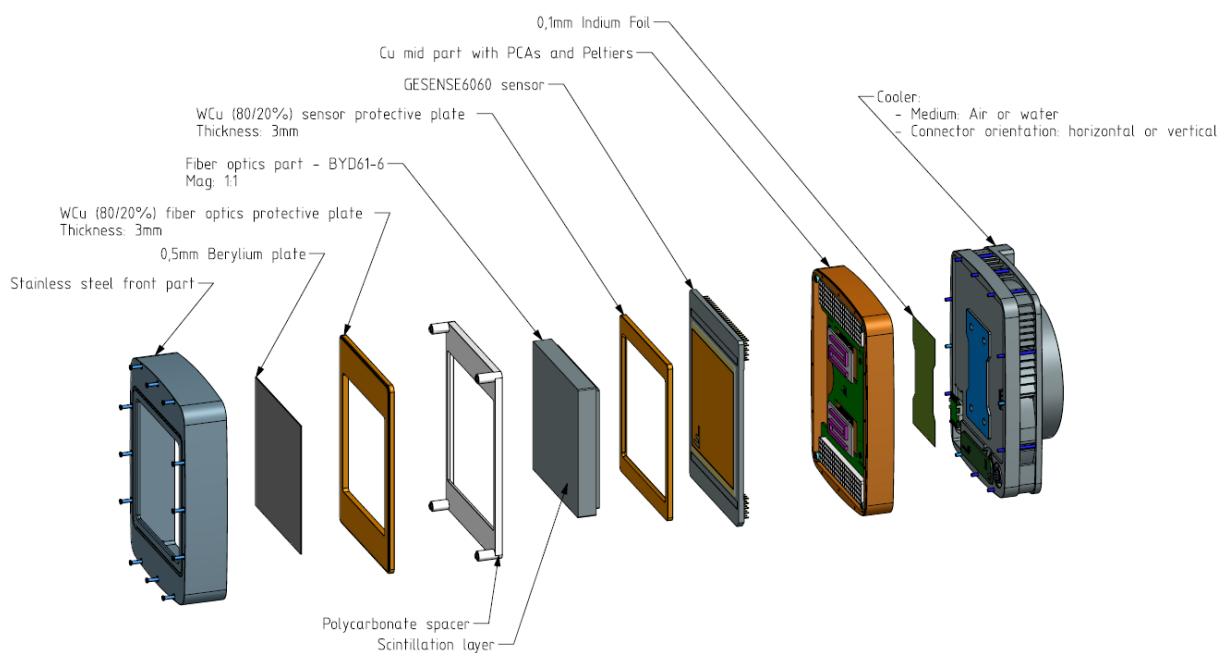 0,1mm Indium Foil
Cu mid part with PCAs and Peltiers
GESENSE6060 sensor
WCu (80/20%) sensor protective plate
Thickness: 3mm
Fiber optics part - BYD61-6
Mag: 1:1
WCu (80/20%) fiber optics protective plate
Thickness: 3mm
0,5mm Berylium plate
Stainless steel front part
Cooler:
- Medium: Air or water
- Connector orientation: horizontal or vertical
Polycarbonate spacer
Scintillation layer